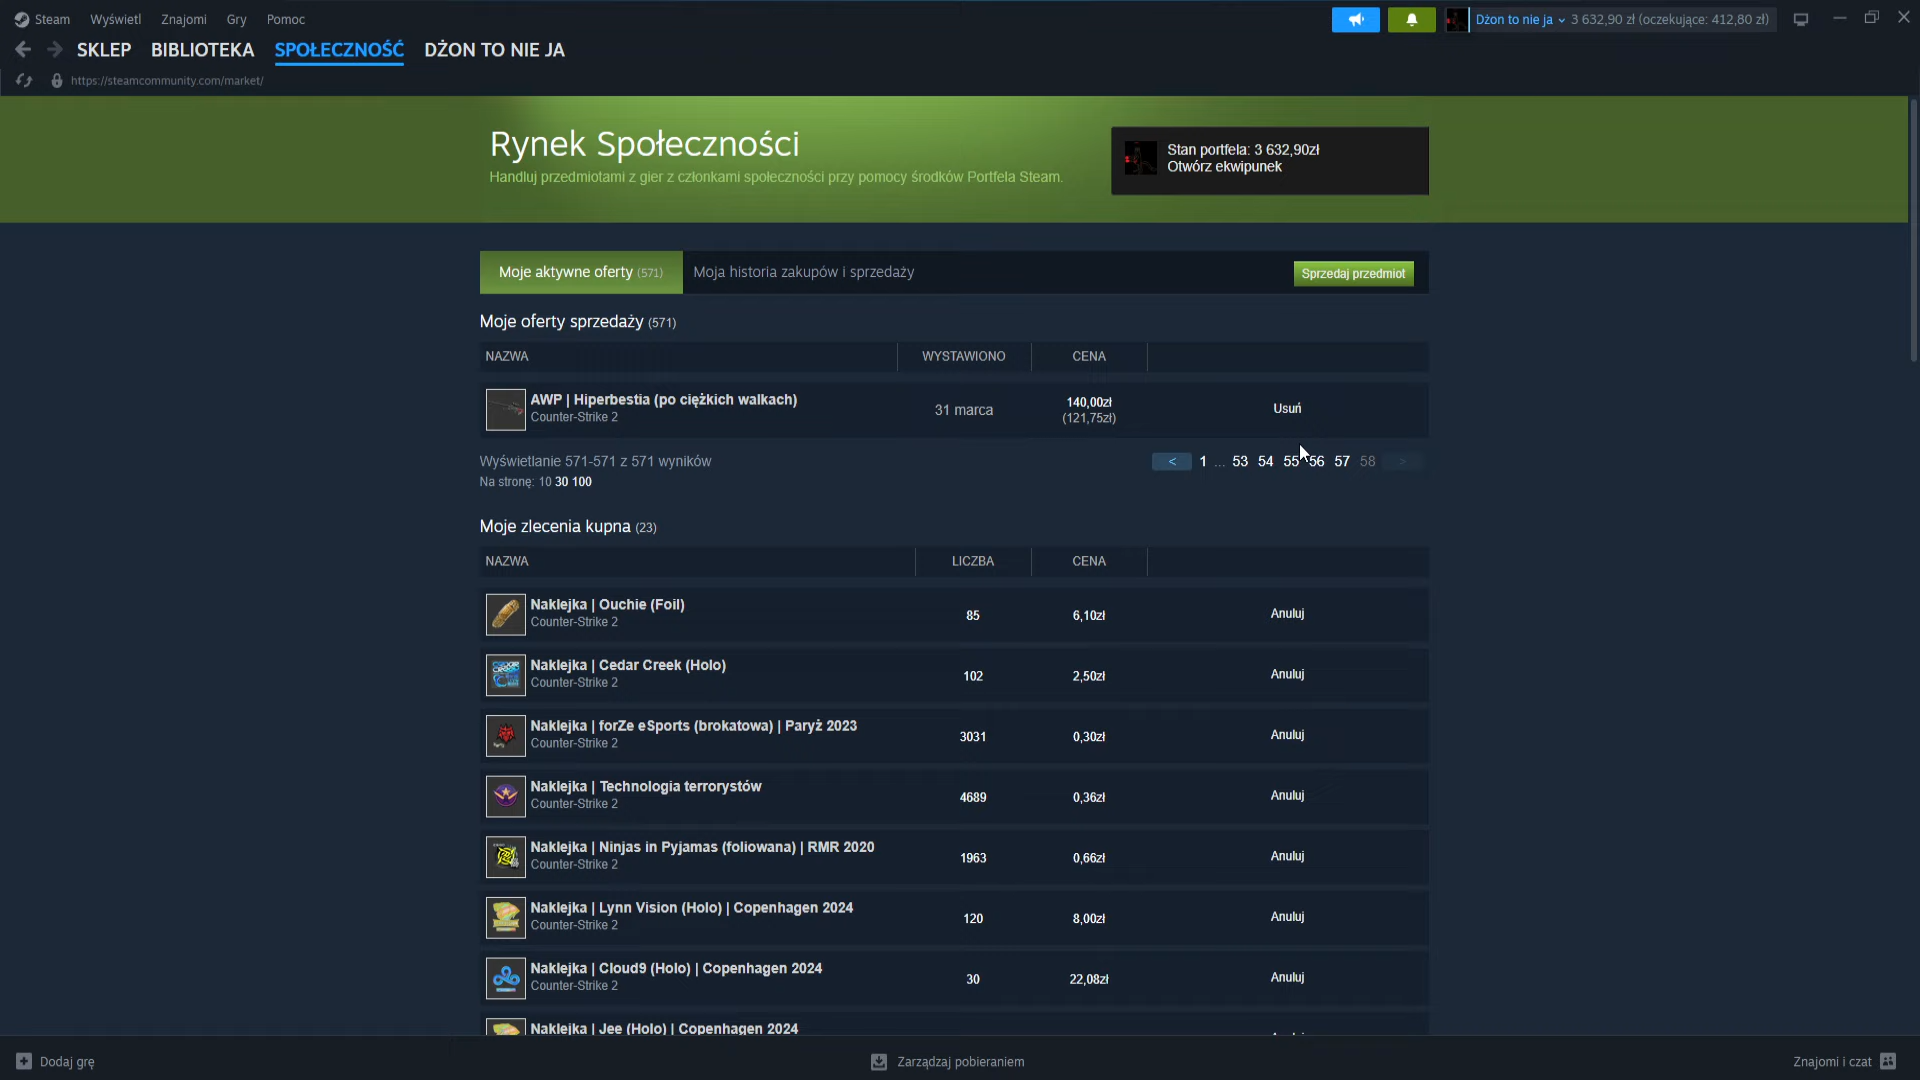 Steam Wyświetl Znajomi Gry Pomoc
Dżon to nie ja 3 632,90 zł (oczekujące: 412,80 zł)
SKLEP BIBLIOTEKA SPOŁECZNOŚĆ DŻON TO NIE JA
https://steamcommunity.com/market/
Rynek Społeczności
Handluj przedmiotami z gier z członkami społeczności przy pomocy środków Portfela Steam.
Stan portfela: 3 632,90zł
Otwórz ekwipunek
Moje aktywne oferty (571) Moja historia zakupów i sprzedaży Sprzedaj przedmiot
Moje oferty sprzedaży (571)
NAZWA WYSTAWIONO CENA
AWP | Hiperbestia (po ciężkich walkach)
Counter-Strike 2
31 marca
140,00zł
(121,75zł)
Usuń
Wyświetlanie 571-571 z 571 wyników
< 1 ... 53 54 55 56 57 58 >
Na stronę: 10 30 100
Moje zlecenia kupna (23)
NAZWA LICZBA CENA
Naklejka | Ouchie (Foil)
Counter-Strike 2
85 6,10zł Anuluj
Naklejka | Cedar Creek (Holo)
Counter-Strike 2
102 2,50zł Anuluj
Naklejka | forZe eSports (brokatowa) | Paryż 2023
Counter-Strike 2
3031 0,30zł Anuluj
Naklejka | Technologia terrorystów
Counter-Strike 2
4689 0,36zł Anuluj
Naklejka | Ninjas in Pyjamas (foliowana) | RMR 2020
Counter-Strike 2
1963 0,66zł Anuluj
Naklejka | Lynn Vision (Holo) | Copenhagen 2024
Counter-Strike 2
120 8,00zł Anuluj
Naklejka | Cloud9 (Holo) | Copenhagen 2024
Counter-Strike 2
30 22,08zł Anuluj
Naklejka | Jee (Holo) | Copenhagen 2024
Dodaj grę Zarządzaj pobieraniem Znajomi i czat